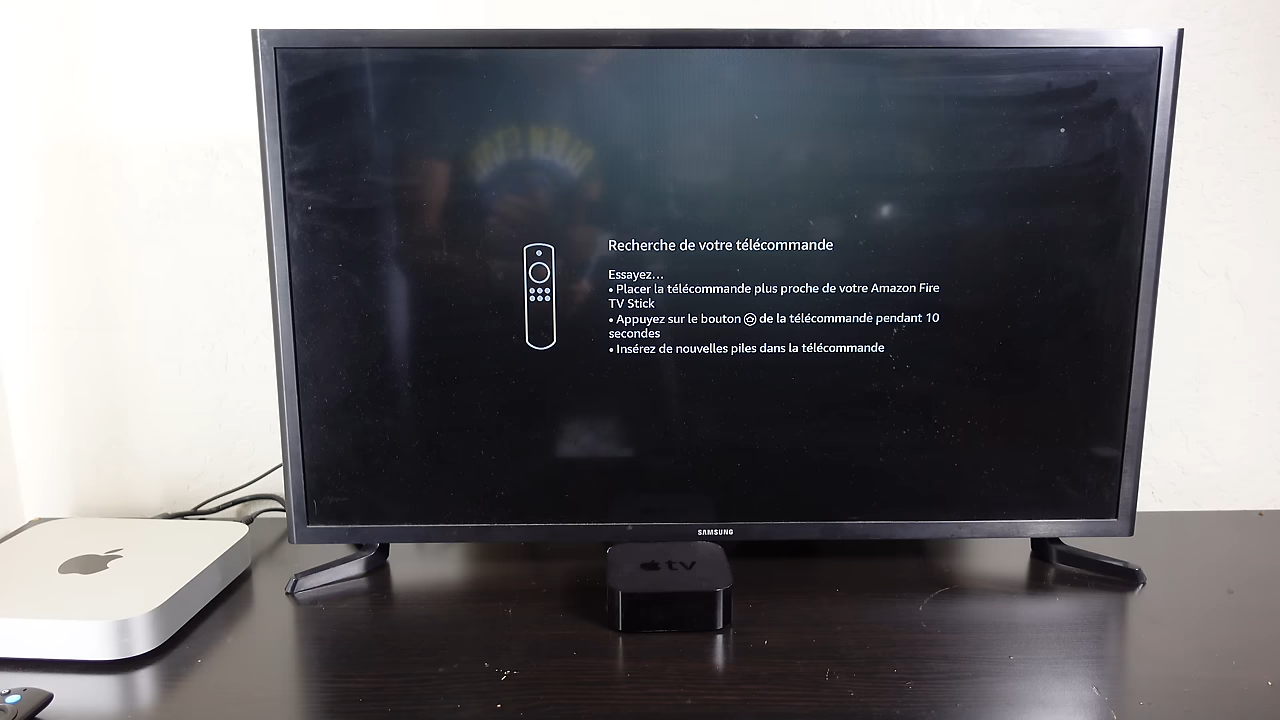 Recherche de votre télécommande
Essayez...
• Placer la télécommande plus proche de votre Amazon Fire
TV Stick
• Appuyez sur le bouton de la télécommande pendant 10
secondes
• Insérez de nouvelles piles dans la télécommande
SAMSUNG
tv